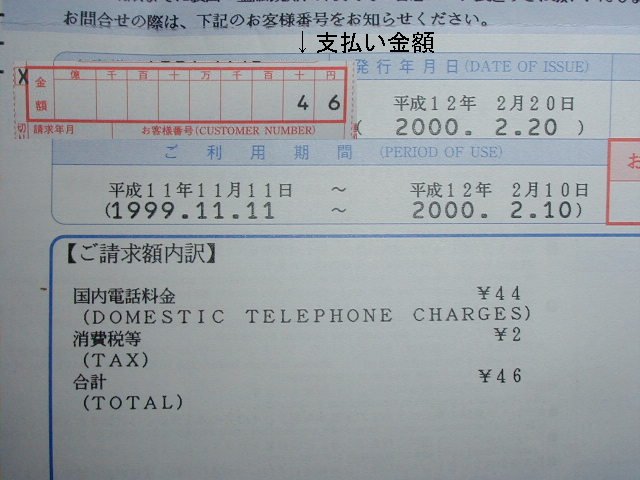 お問合せの際は、下記のお客様番号をお知らせください。
↓支払い金額
発行年月日(DATE OF ISSUE)
金額 億 千 百 十 万 千 百 十 円
4 6
平成12年 2月20日
( 2000. 2.20 )
請求年月 お客様番号(CUSTOMER NUMBER)
ご利用期間 (PERIOD OF USE)
平成11年11月11日 ～ 平成12年 2月10日
(1999.11.11 ～ 2000. 2.10)
お
【ご請求額内訳】
国内電話料金 ¥44
(DOMESTIC TELEPHONE CHARGES)
消費税等 ¥2
(TAX)
合計 ¥46
(TOTAL)